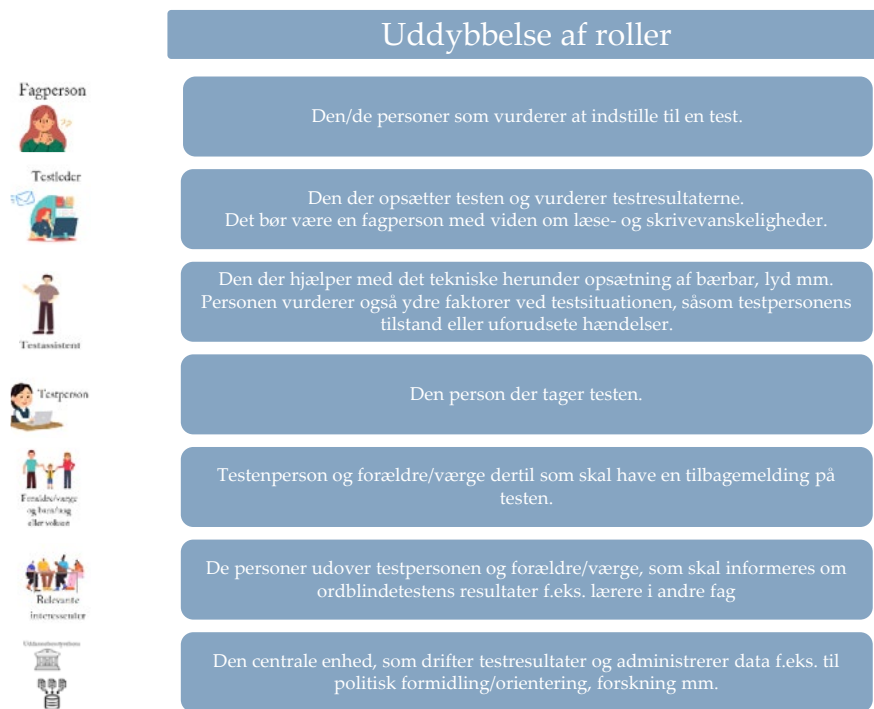 Uddybbelse af roller
Fagperson
Den/de personer som vurderer at indstille til en test.
Testleder
Den der opsætter testen og vurderer testresultaterne.
Det bør være en fagperson med viden om læse- og skrivevanskeligheder.
Testassistent
Den der hjælper med det tekniske herunder opsætning af bærbar, lyd mm.
Personen vurderer også ydre faktorer ved testsituationen, såsom testpersonens
tilstand eller uforudsete hændelser.
Testperson
Den person der tager testen.
Forældre/værge
og barn/ung
eller voksen
Testenperson og forældre/værge dertil som skal have en tilbagemelding på
testen.
Relevante
interessenter
De personer udover testpersonen og forældre/værge, som skal informeres om
ordblindetestens resultater f.eks. lærere i andre fag
Den centrale enhed, som drifter testresultater og administrerer data f.eks. til
politisk formidling/orientering, forskning mm.